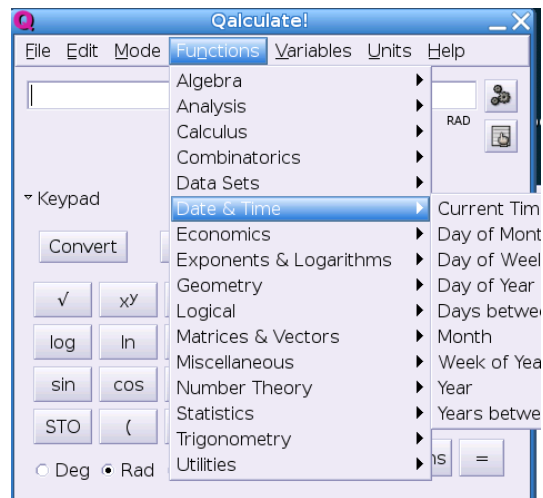 Qalculate!
File Edit Mode Functions Variables Units Help
Algebra
Analysis
Calculus
Combinatorics
Data Sets
Date & Time
Economics
Exponents & Logarithms
Geometry
Logical
Matrices & Vectors
Miscellaneous
Number Theory
Statistics
Trigonometry
Utilities
RAD
Current Tim
Day of Mont
Day of Week
Day of Year
Days betwee
Month
Week of Yea
Year
Years betwe
Keypad
Convert
√ xʸ
log ln
sin cos
STO (
Deg Rad
ns =